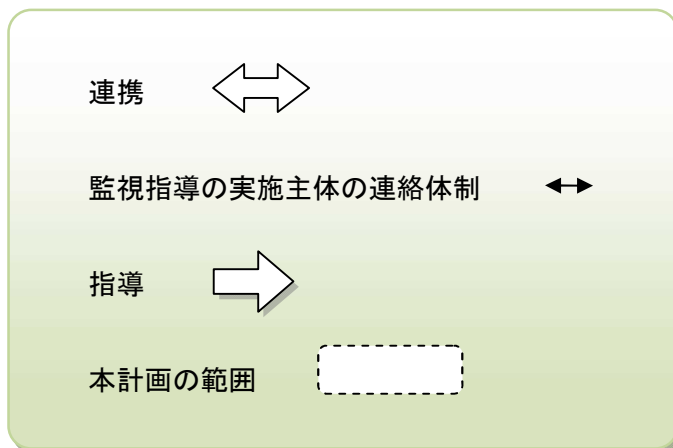 連携
監視指導の実施主体の連絡体制
指導
本計画の範囲